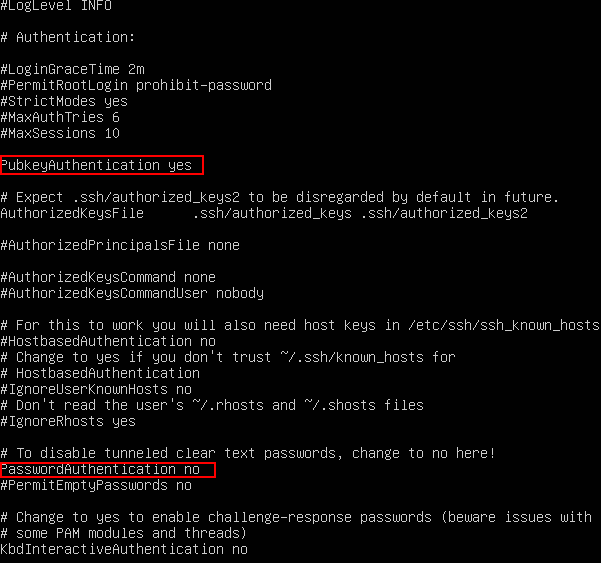 #LogLevel INFO
# Authentication:
#LoginGraceTime 2m
#PermitRootLogin prohibit-password
#StrictModes yes
#MaxAuthTries 6
#MaxSessions 10
PubkeyAuthentication yes
# Expect .ssh/authorized_keys2 to be disregarded by default in future.
AuthorizedKeysFile      .ssh/authorized_keys .ssh/authorized_keys2
#AuthorizedPrincipalsFile none
#AuthorizedKeysCommand none
#AuthorizedKeysCommandUser nobody
# For this to work you will also need host keys in /etc/ssh/ssh_known_hosts
#HostbasedAuthentication no
# Change to yes if you don't trust ~/.ssh/known_hosts for
# HostbasedAuthentication
#IgnoreUserKnownHosts no
# Don't read the user's ~/.rhosts and ~/.shosts files
#IgnoreRhosts yes
# To disable tunneled clear text passwords, change to no here!
PasswordAuthentication no
#PermitEmptyPasswords no
# Change to yes to enable challenge-response passwords (beware issues with
# some PAM modules and threads)
KbdInteractiveAuthentication no